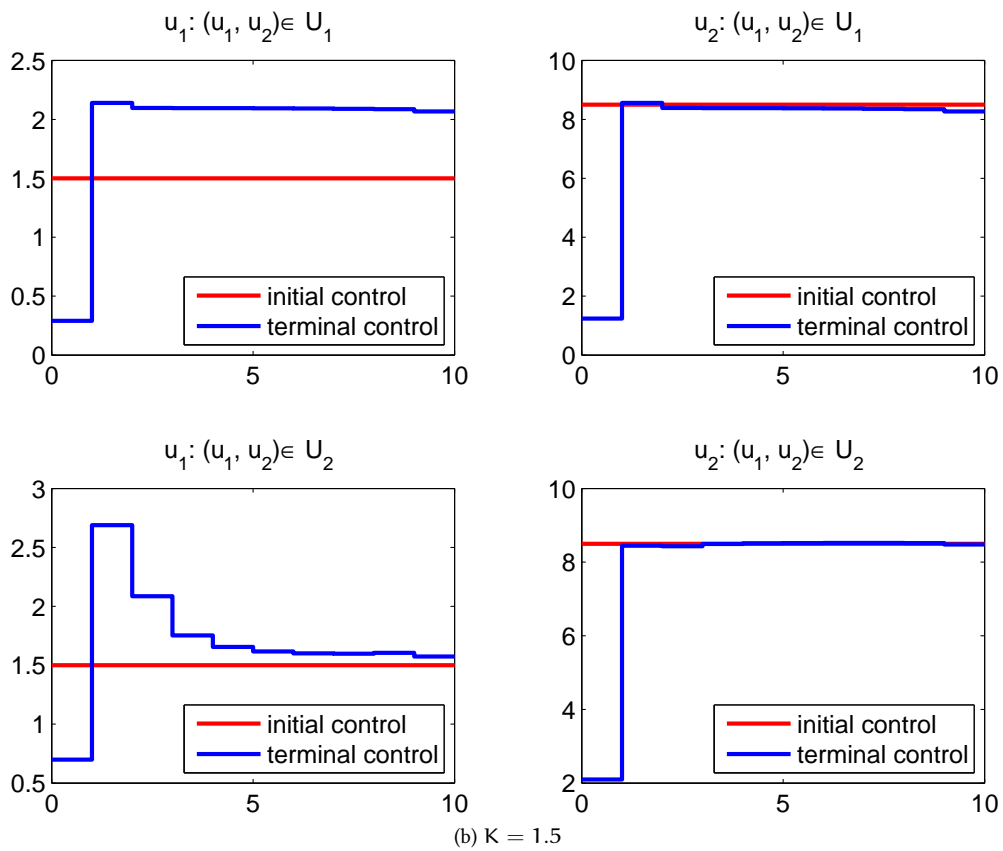 u1: (u1, u2)∈ U1
2.5
2
1.5
1
0.5
0
0
5
10
initial control
terminal control
u2: (u1, u2)∈ U1
10
8
6
4
2
0
0
5
10
initial control
terminal control
u1: (u1, u2)∈ U2
3
2.5
2
1.5
1
0.5
0
5
10
initial control
terminal control
u2: (u1, u2)∈ U2
10
8
6
4
2
0
5
10
initial control
terminal control
(b) K = 1.5